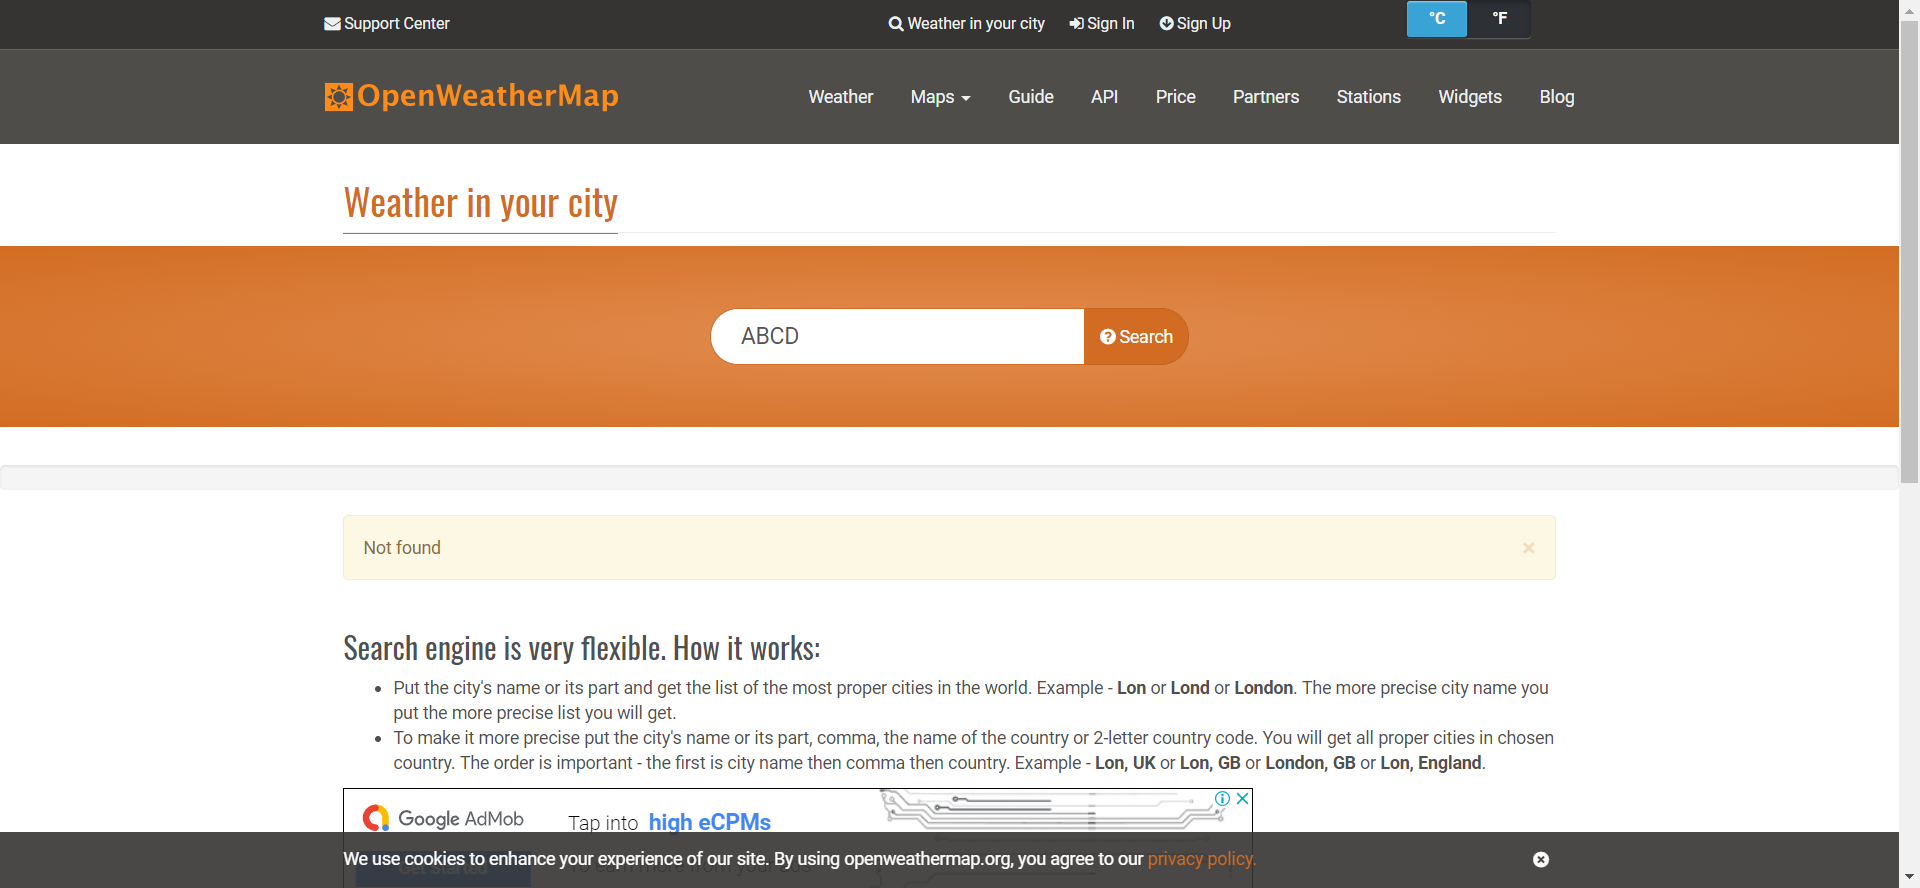 Support Center
Weather in your city
Sign In
Sign Up
°C
°F
OpenWeatherMap
Weather
Maps
Guide
API
Price
Partners
Stations
Widgets
Blog
Weather in your city
ABCD
Search
Not found
Search engine is very flexible. How it works:
Put the city's name or its part and get the list of the most proper cities in the world. Example - Lon or Lond or London. The more precise city name you
put the more precise list you will get.
To make it more precise put the city's name or its part, comma, the name of the country or 2-letter country code. You will get all proper cities in chosen
country. The order is important - the first is city name then comma then country. Example - Lon, UK or Lon, GB or London, GB or Lon, England.
Google AdMob
Tap into high eCPMs
We use cookies to enhance your experience of our site. By using openweathermap.org, you agree to our privacy policy.
Get Started